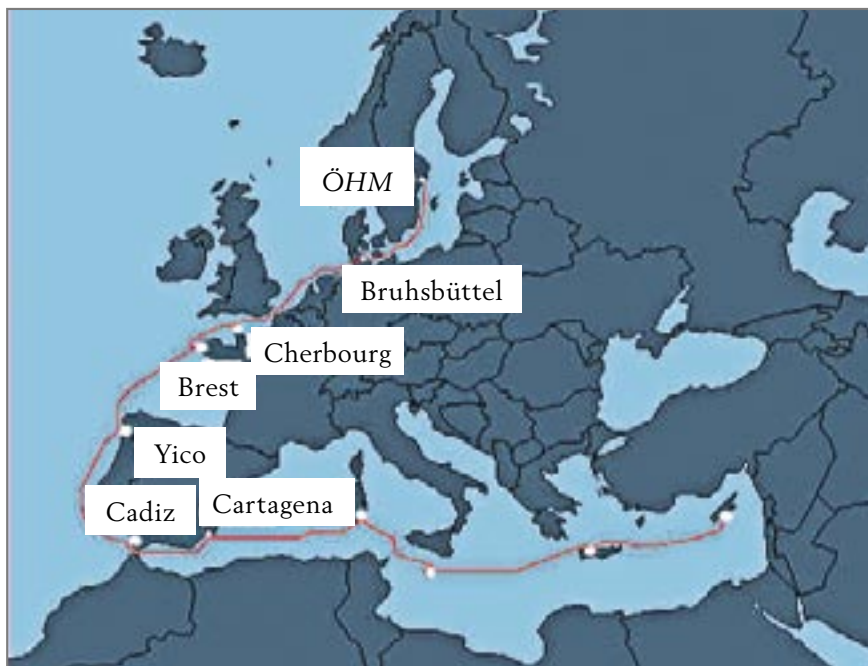 ÖHM
Bruhsbüttel
Cherbourg
Brest
Yico
Cartagena
Cadiz